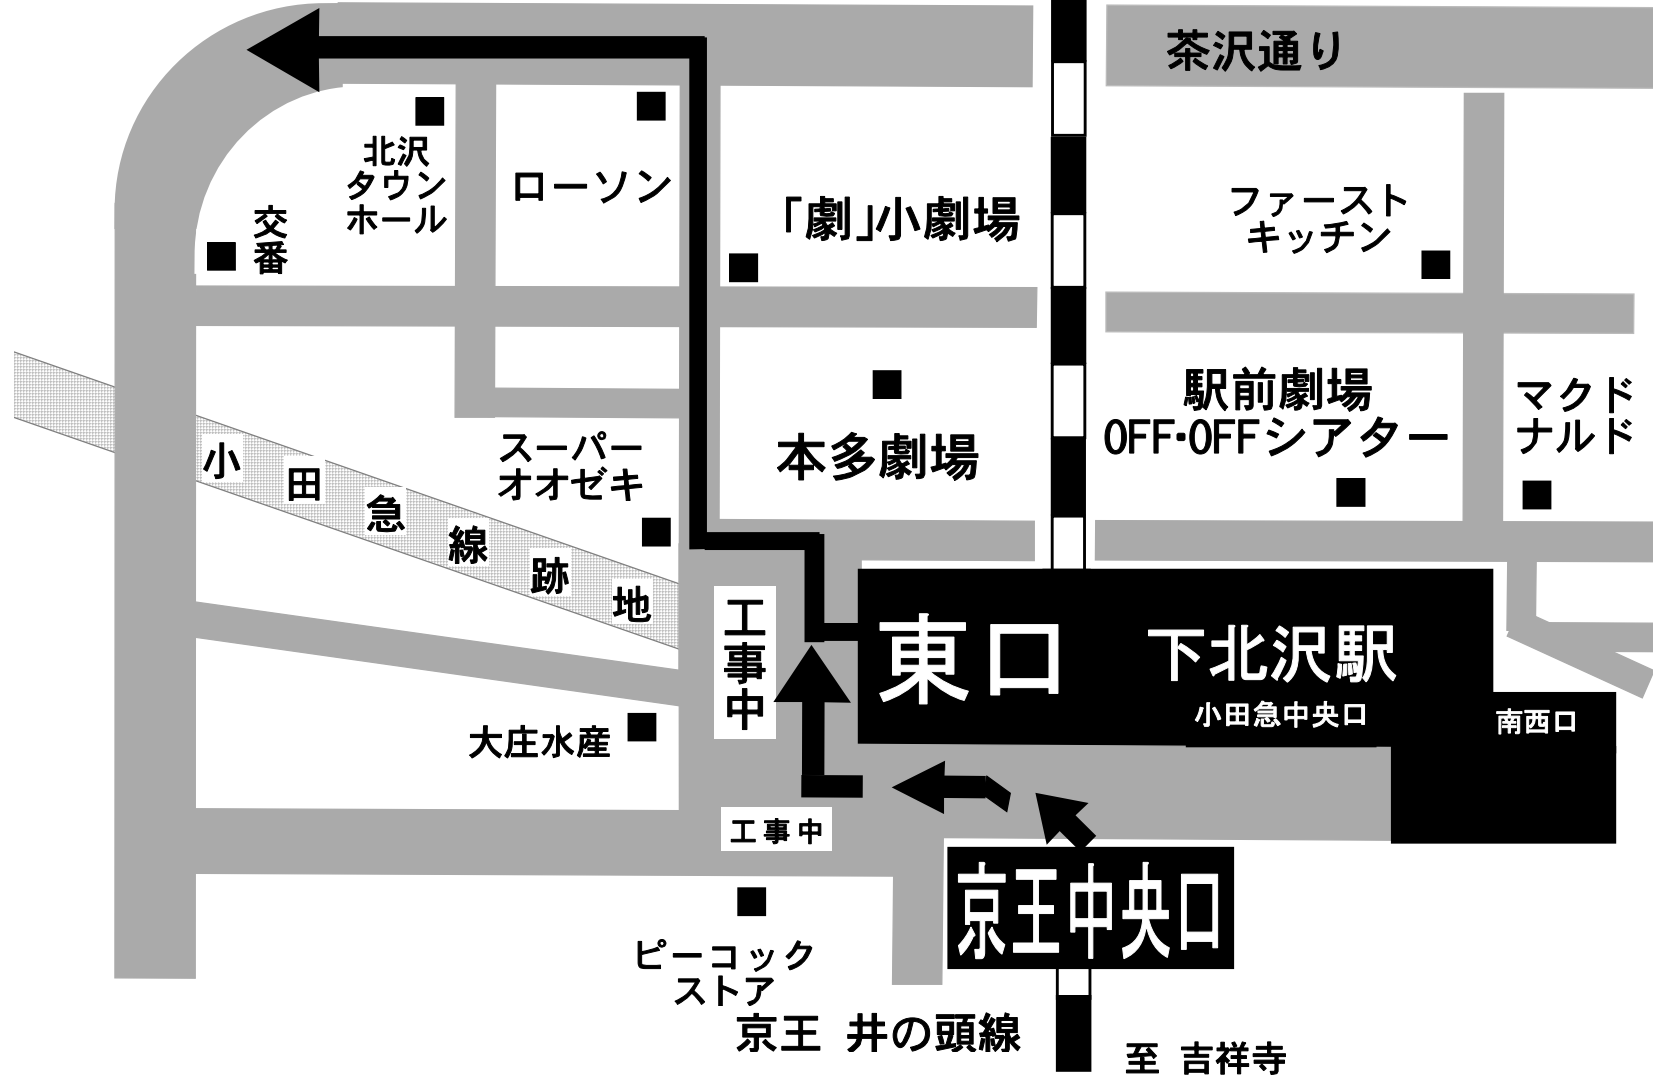 茶沢通り
北沢
タウン
ホール
ローソン
交
番
「劇」小劇場
ファースト
キッチン
駅前劇場
OFF・OFFシアター
マクド
ナルド
本多劇場
スーパー
オオゼキ
小田急線跡地
工事中
東口
下北沢駅
小田急中央口
南西口
大庄水産
工事中
京王中央口
ピーコック
ストア
京王 井の頭線
至 吉祥寺